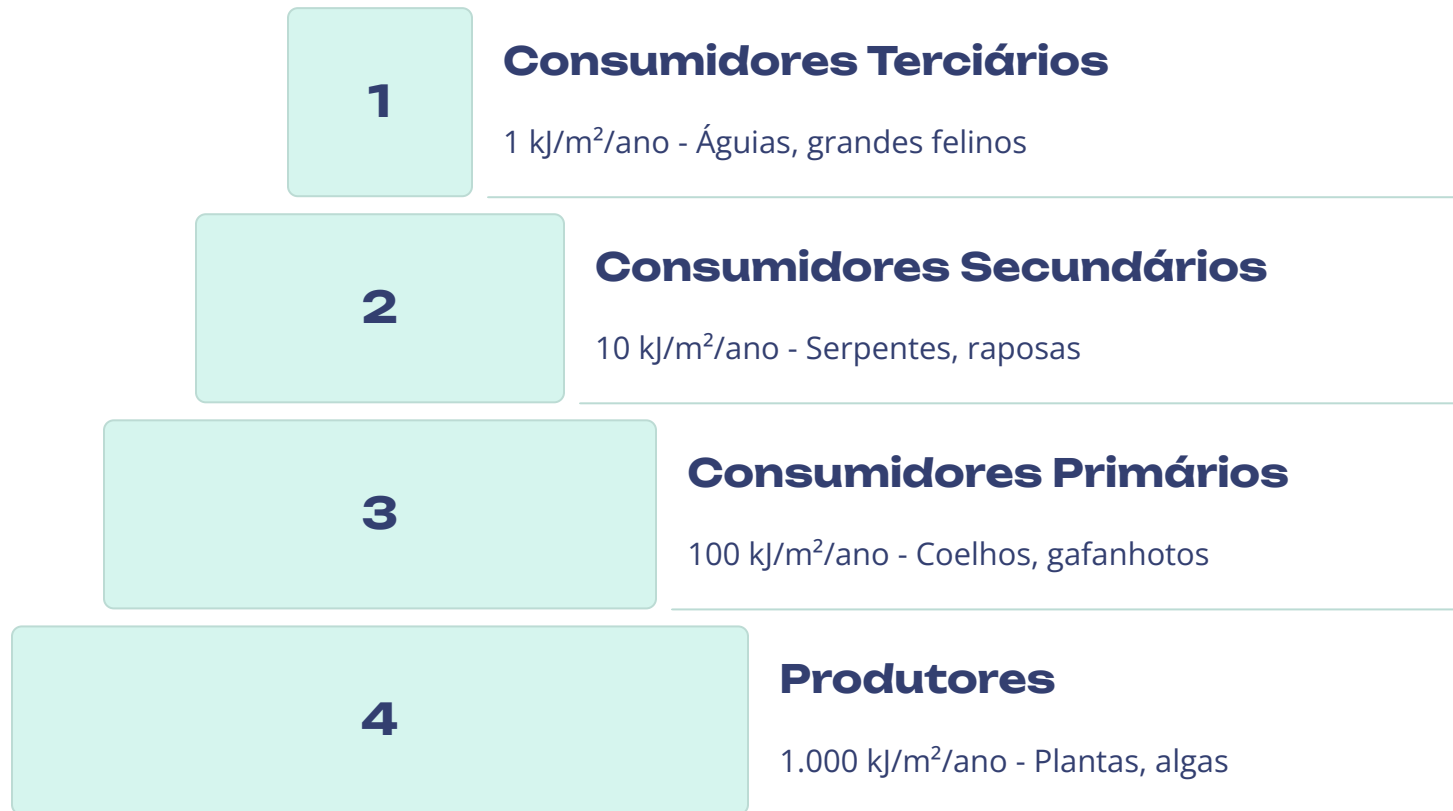 1
Consumidores Terciários
1 kJ/m²/ano - Águias, grandes felinos
2
Consumidores Secundários
10 kJ/m²/ano - Serpentes, raposas
3
Consumidores Primários
100 kJ/m²/ano - Coelhos, gafanhotos
4
Produtores
1.000 kJ/m²/ano - Plantas, algas